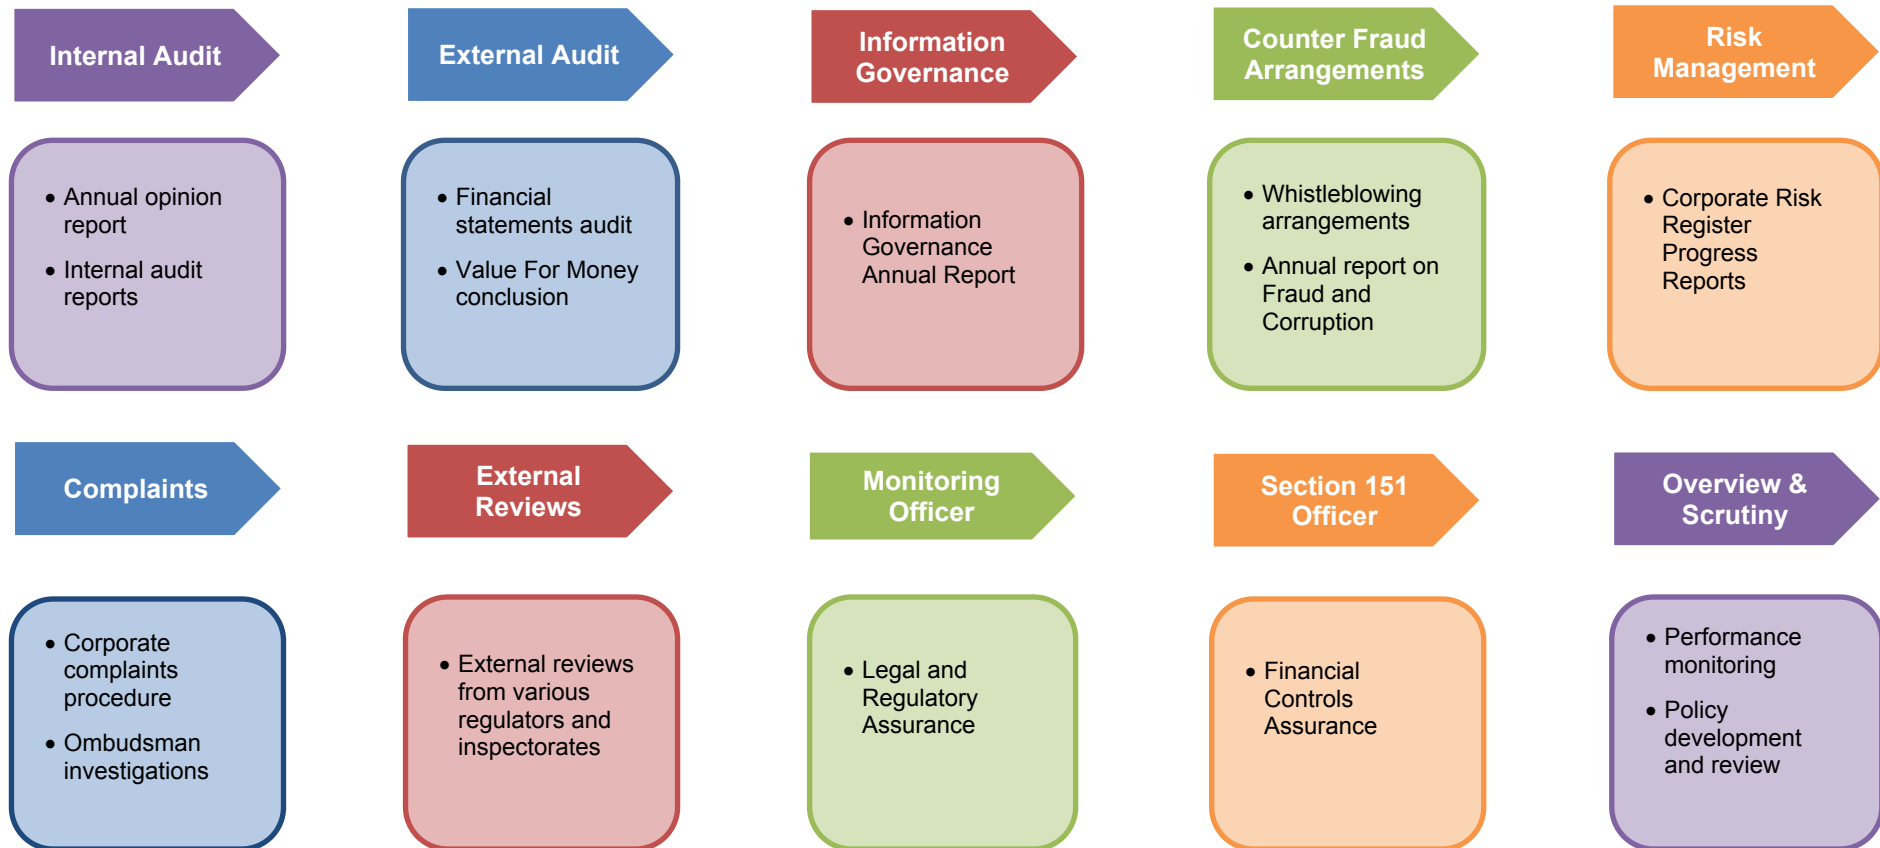 Internal Audit
External Audit
Information
Governance
Counter Fraud
Arrangements
Risk
Management
• Annual opinion
report
• Internal audit
reports
• Financial
statements audit
• Value For Money
conclusion
• Information
Governance
Annual Report
• Whistleblowing
arrangements
• Annual report on
Fraud and
Corruption
• Corporate Risk
Register
Progress
Reports
Complaints
External
Reviews
Monitoring
Officer
Section 151
Officer
Overview &
Scrutiny
• Corporate
complaints
procedure
• Ombudsman
investigations
• External reviews
from various
regulators and
inspectorates
• Legal and
Regulatory
Assurance
• Financial
Controls
Assurance
• Performance
monitoring
• Policy
development
and review